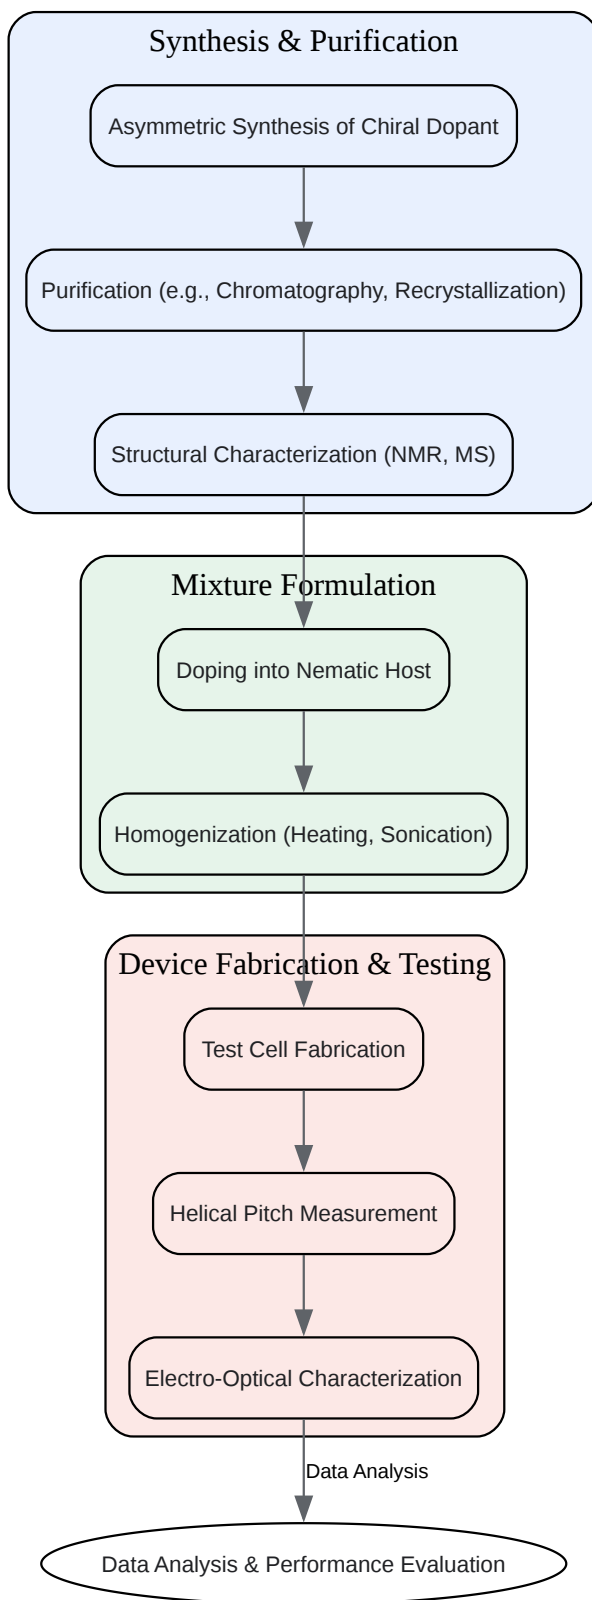 Synthesis & Purification
Asymmetric Synthesis of Chiral Dopant
Purification (e.g., Chromatography, Recrystallization)
Structural Characterization (NMR, MS)
Mixture Formulation
Doping into Nematic Host
Homogenization (Heating, Sonication)
Device Fabrication & Testing
Test Cell Fabrication
Helical Pitch Measurement
Electro-Optical Characterization
Data Analysis
Data Analysis & Performance Evaluation